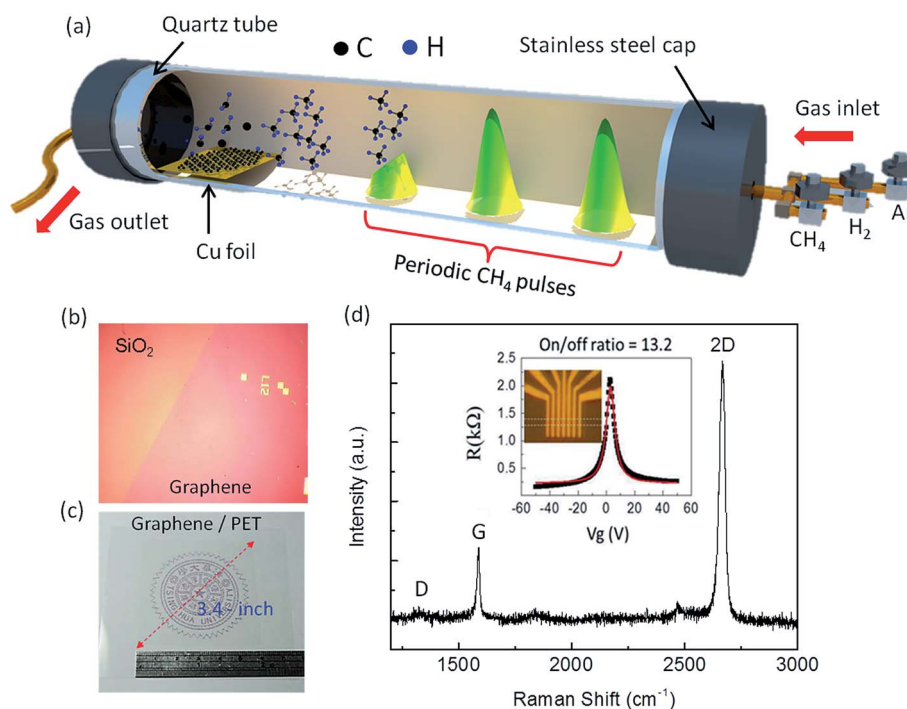 (a)
Quartz tube
C
H
Stainless steel cap
Gas inlet
Gas outlet
Cu foil
Periodic CH₄ pulses
CH₄
H₂
(b)
SiO₂
L12
Graphene
(c)
Graphene / PET
3.4 - inch
(d)
On/off ratio = 13.2
2.5
2.0
1.5
1.0
0.5
R(kΩ)
-60 -40 -20 0 20 40 60
Vg (V)
2D
G
D
Intensity (a.u.)
1500 2000 2500 3000
Raman Shift (cm⁻¹)